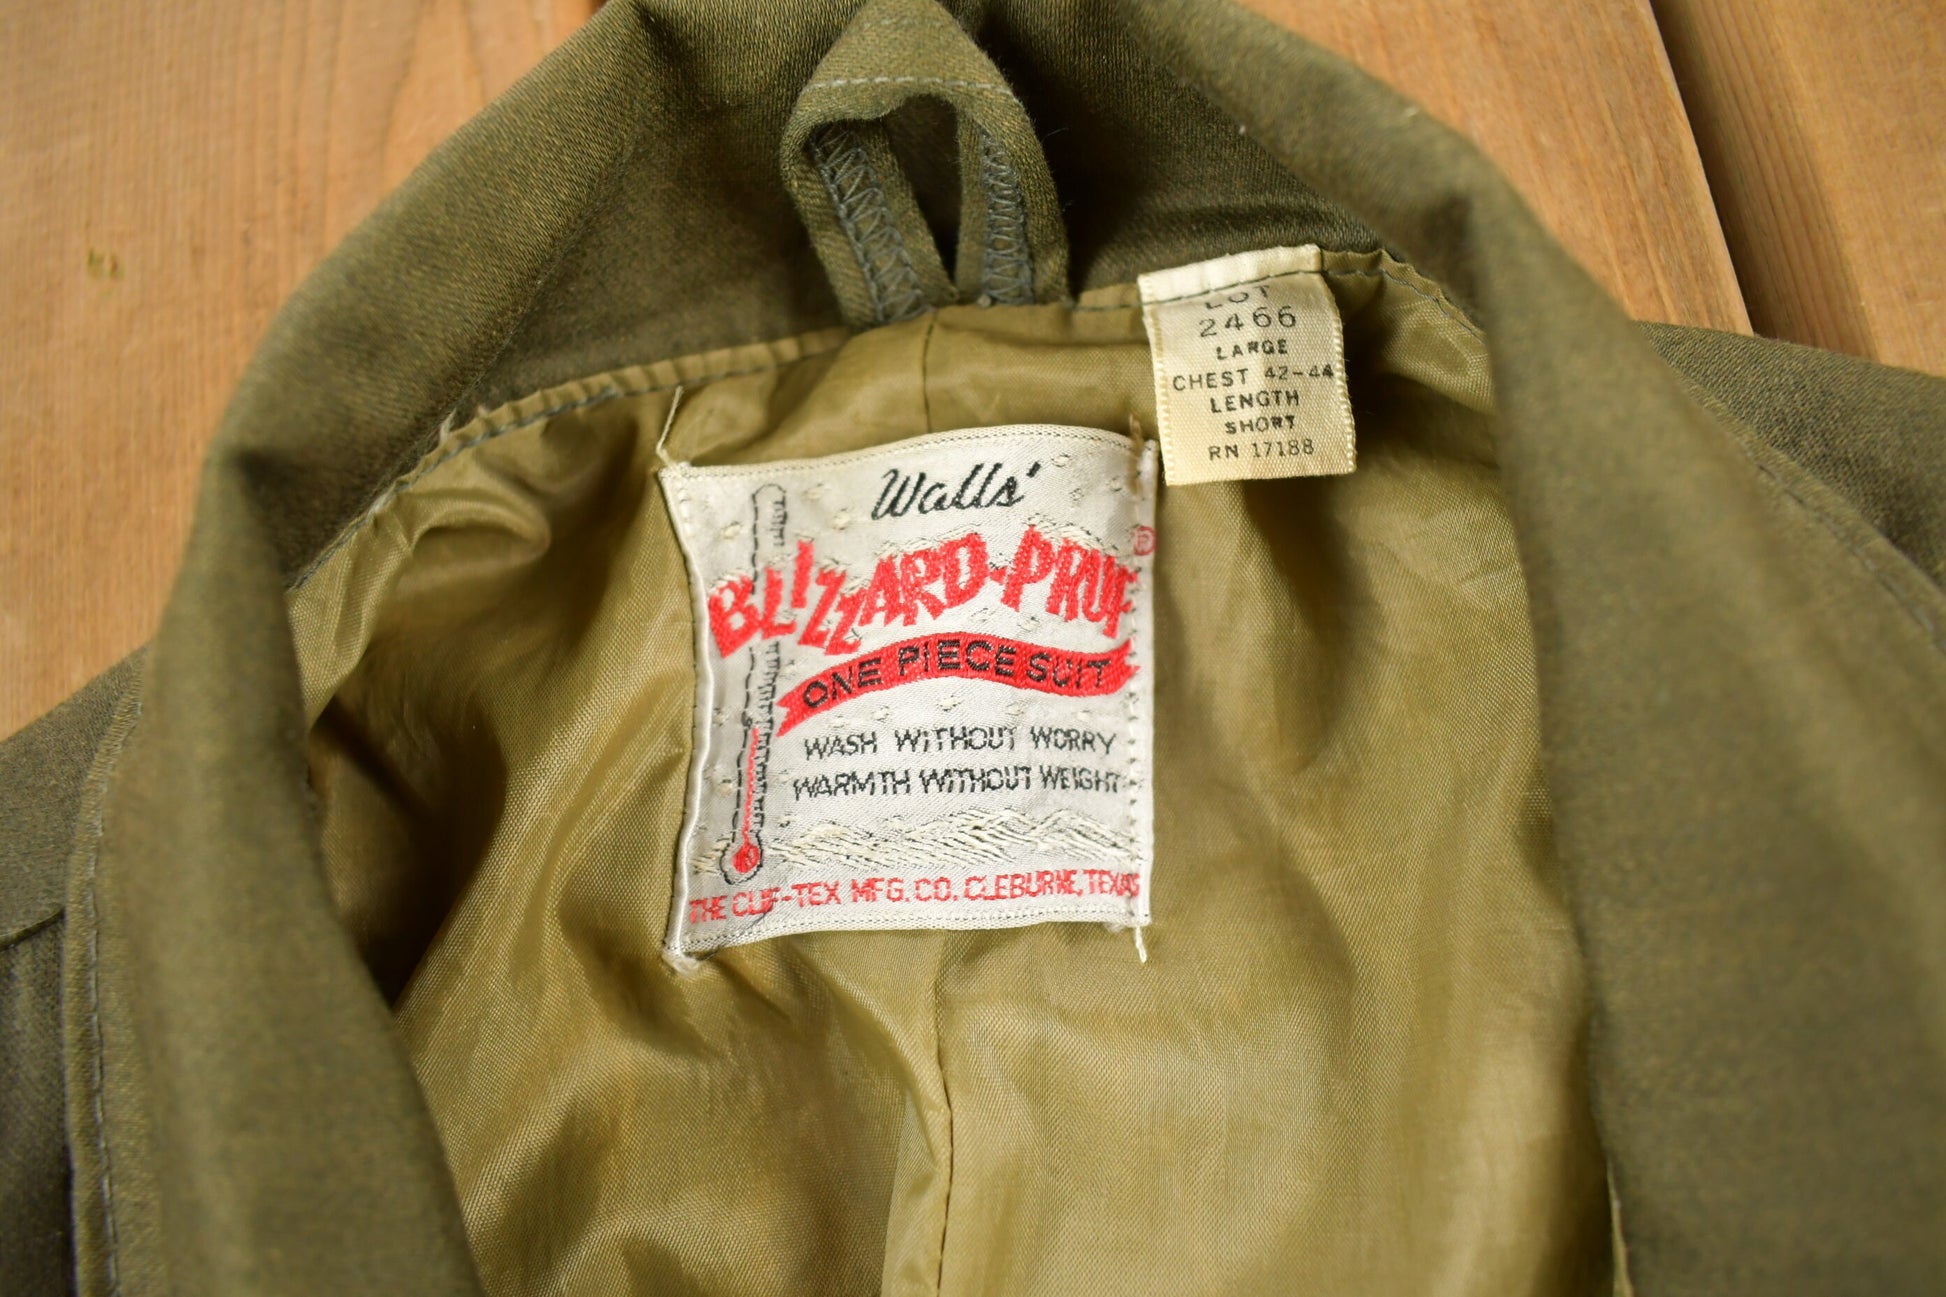 LOT
2466
LARGE
CHEST 42-44
LENGTH
SHORT
RN 17188
Walls'
BLIZZARD-PRUF ®
ONE PIECE SUIT
WASH WITHOUT WORRY
WARMTH WITHOUT WEIGHT
THE CLIF-TEX MFG. CO. CLEBURNE, TEXAS